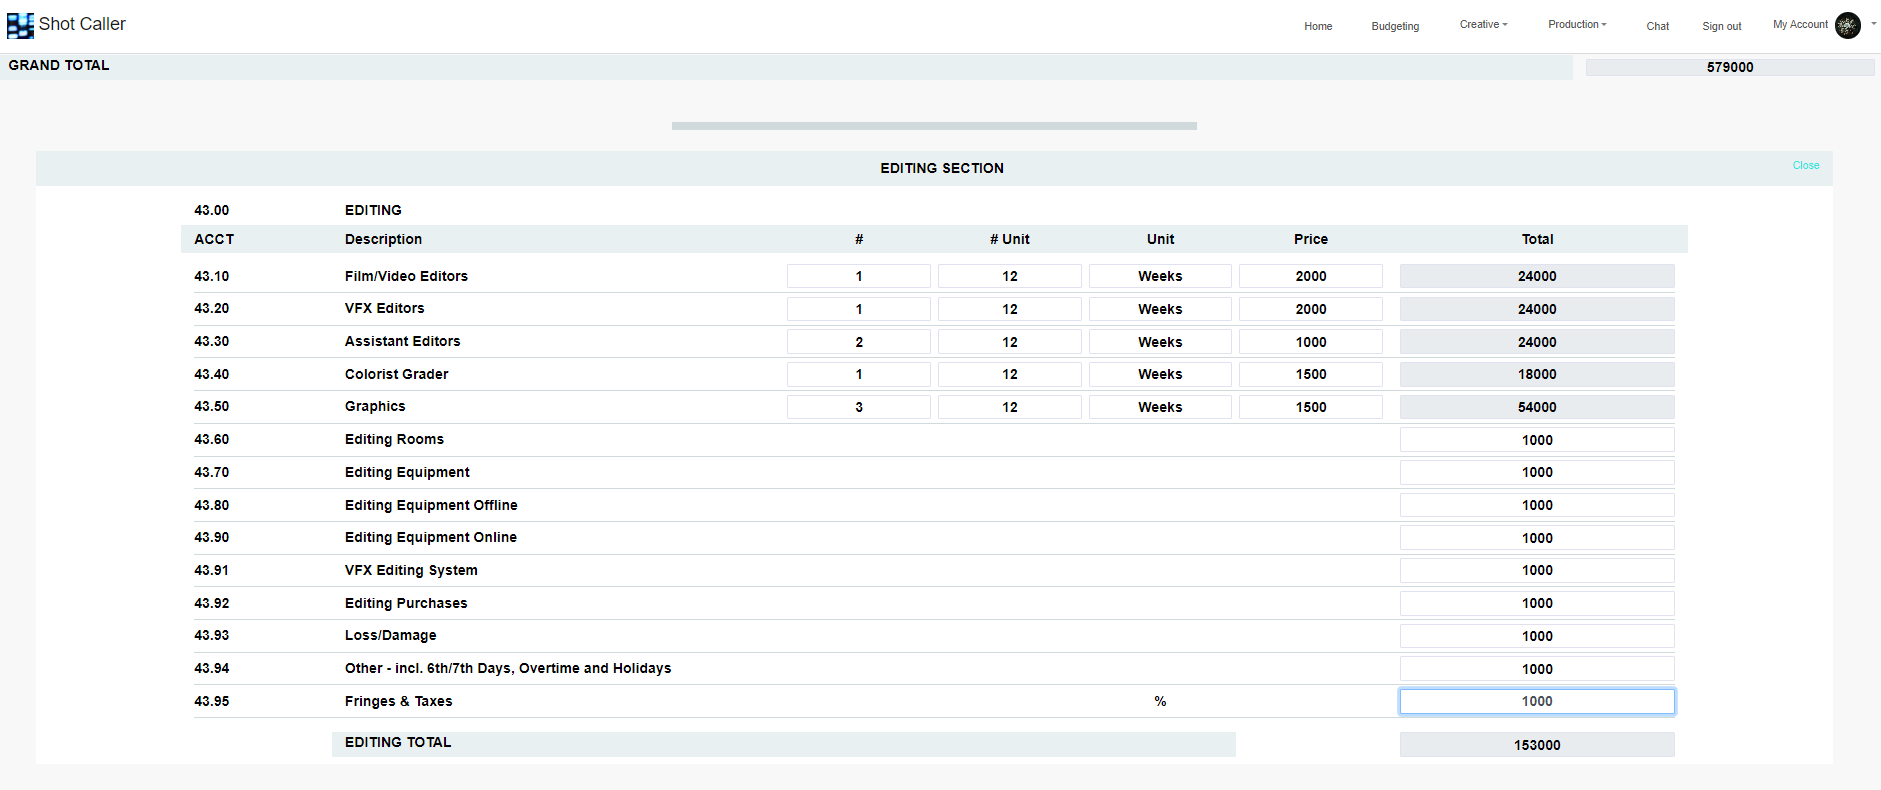 Shot Caller Home Budgeting Creative Production Chat Sign out My Account
GRAND TOTAL 579000
EDITING SECTION Close
43.00 EDITING
ACCT Description # # Unit Unit Price Total
43.10 Film/Video Editors 1 12 Weeks 2000 24000
43.20 VFX Editors 1 12 Weeks 2000 24000
43.30 Assistant Editors 2 12 Weeks 1000 24000
43.40 Colorist Grader 1 12 Weeks 1500 18000
43.50 Graphics 3 12 Weeks 1500 54000
43.60 Editing Rooms 1000
43.70 Editing Equipment 1000
43.80 Editing Equipment Offline 1000
43.90 Editing Equipment Online 1000
43.91 VFX Editing System 1000
43.92 Editing Purchases 1000
43.93 Loss/Damage 1000
43.94 Other - incl. 6th/7th Days, Overtime and Holidays 1000
43.95 Fringes & Taxes % 1000
EDITING TOTAL 153000